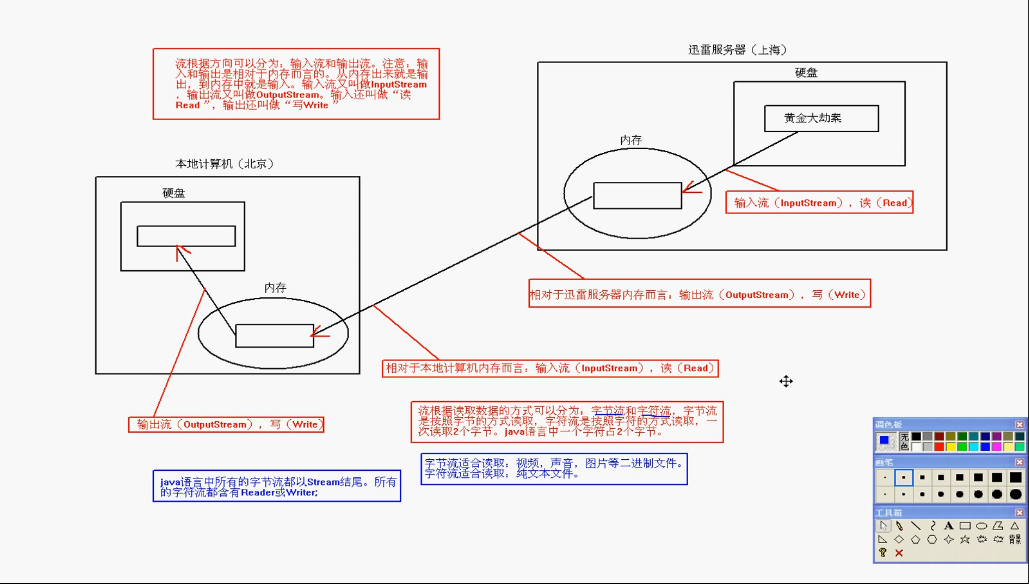 迅雷服务器（上海）
流根据方向可以分为：输入流和输出流。注意：输
入和输出是相对于内存而言的。从内存出来就是输
出，到内存中就是输入。输入流又叫做InputStream
，输出流又叫做OutputStream。输入还叫做“读
Read ”，输出还叫做“写Write ”
硬盘
黄金大劫案
内存
本地计算机（北京）
硬盘
输入流（InputStream），读（Read）
内存
相对于迅雷服务器内存而言：输出流（OutputStream），写（Write）
相对于本地计算机内存而言：输入流（InputStream），读（Read）
输出流（OutputStream），写（Write）
流根据读取数据的方式可以分为：字节流和字符流，字节流
是按照字节的方式读取，字符流是按照字符的方式读取，一
次读取2个字节。java语言中一个字符占2个字节。
字节流适合读取：视频，声音，图片等二进制文件。
字符流适合读取：纯文本文件。
java语言中所有的字节流都以Stream结尾。所有
的字符流都含有Reader或Writer;
调色板
无色
画笔
工具箱
A
背景